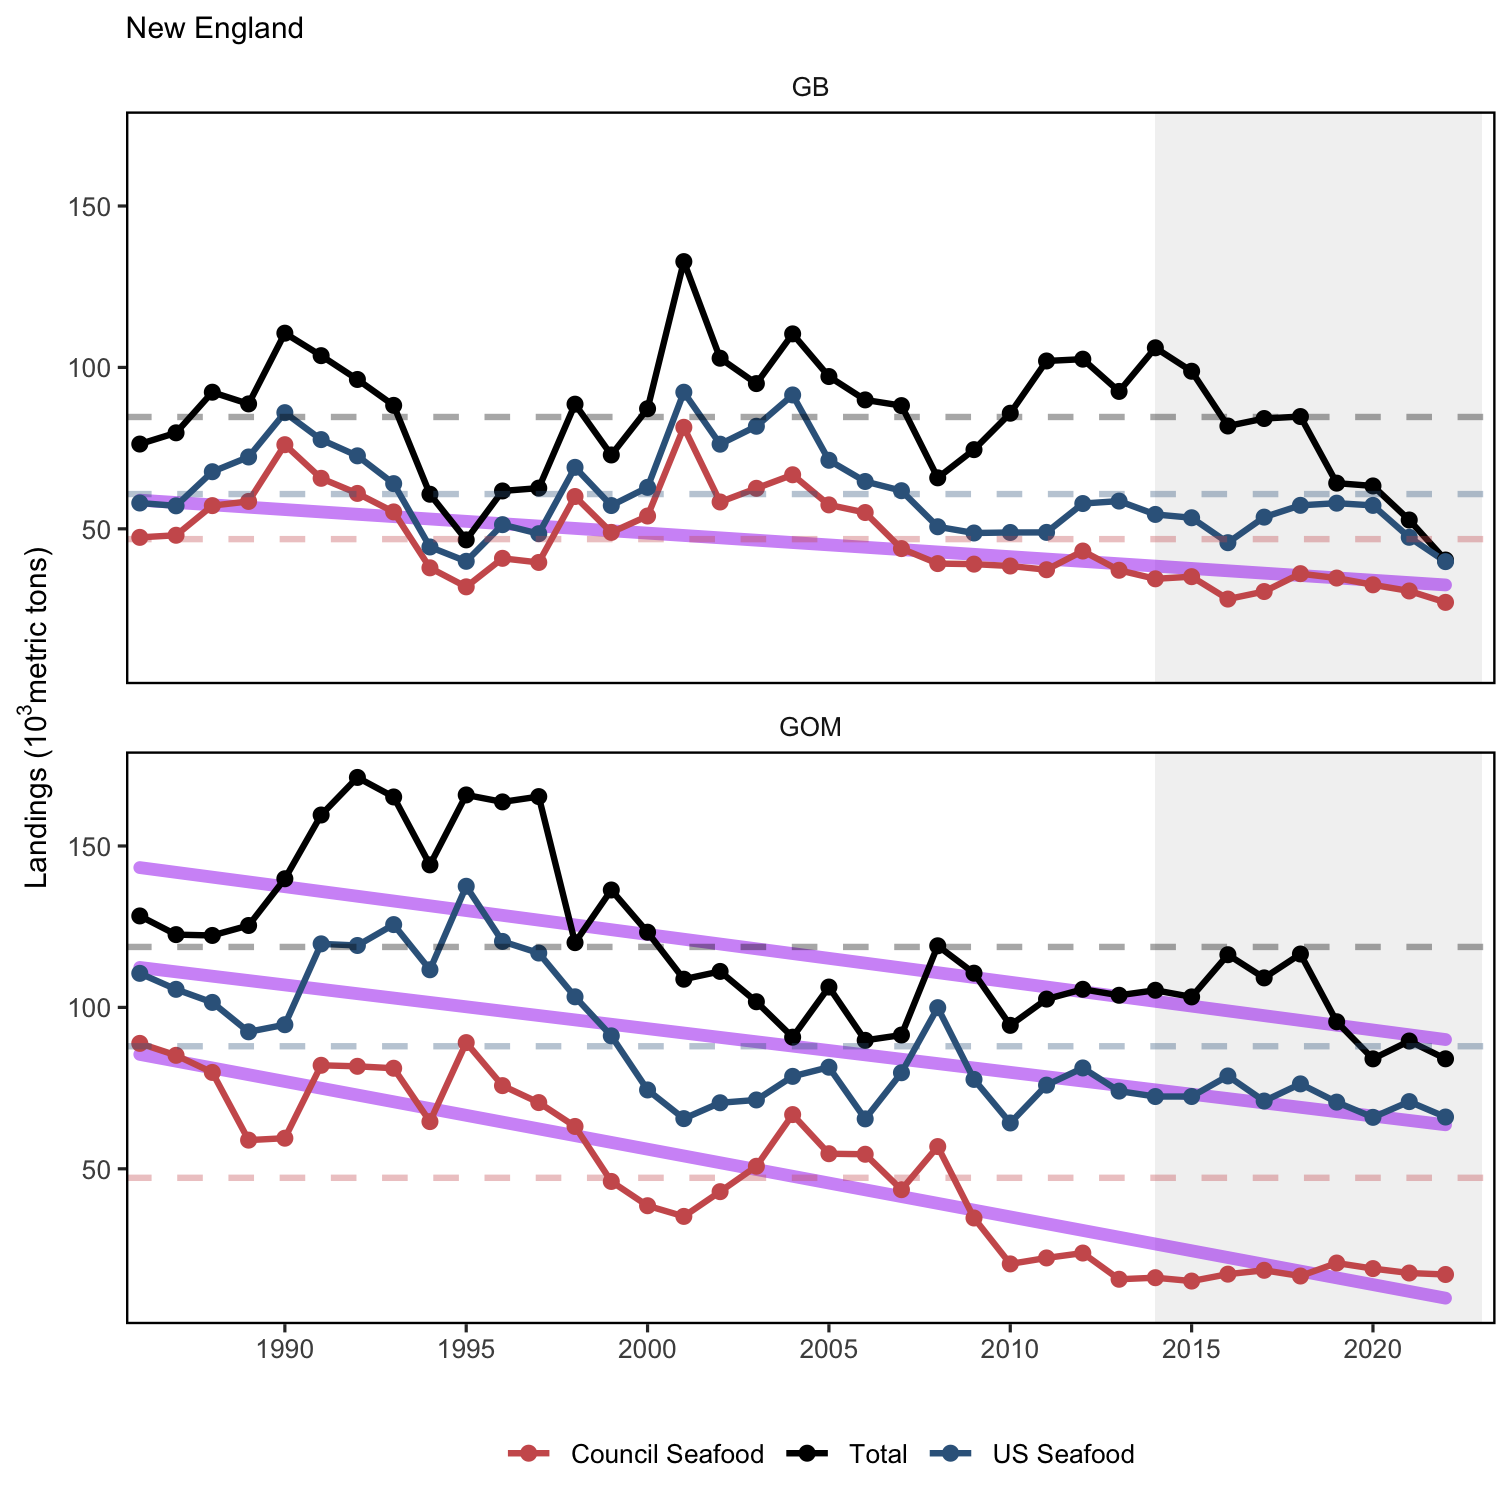 New England
GB
150
100
50
Landings (10³metric tons)
GOM
150
100
50
1990 1995 2000 2005 2010 2015 2020
Council Seafood Total US Seafood